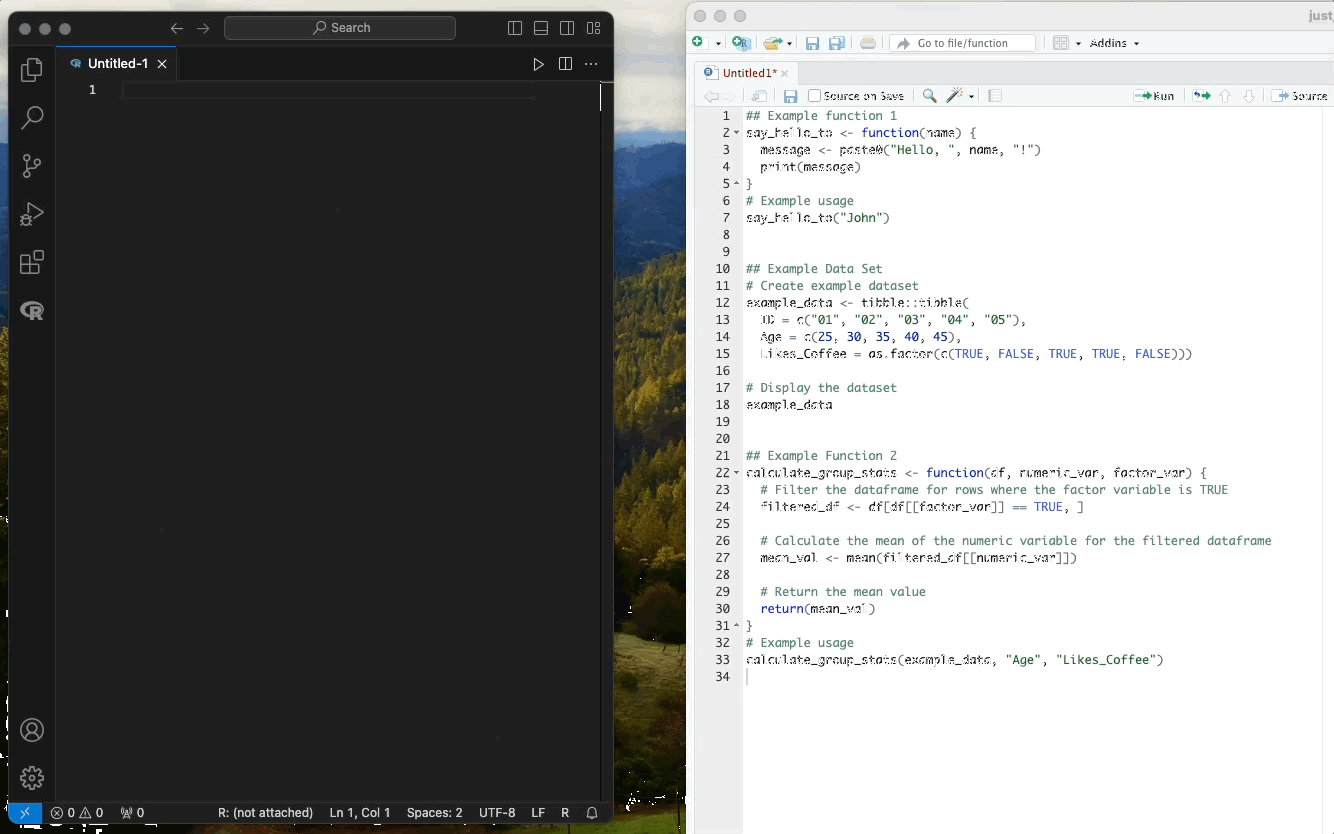 Search
Untitled-1
1
0 0 0 R: (not attached) Ln 1, Col 1 Spaces: 2 UTF-8 LF R
just
Go to file/function Addins
Untitled1*
Source on Save Run Source
1 ## Example function 1
2 say_hello_to <- function(name) {
3 message <- paste0("Hello, ", name, "!")
4 print(message)
5 }
6 # Example usage
7 say_hello_to("John")
8
9
10 ## Example Data Set
11 # Create example dataset
12 example_data <- tibble::tibble(
13 ID = c("01", "02", "03", "04", "05"),
14 Age = c(25, 30, 35, 40, 45),
15 Likes_Coffee = as.factor(c(TRUE, FALSE, TRUE, TRUE, FALSE)))
16
17 # Display the dataset
18 example_data
19
20
21 ## Example Function 2
22 calculate_group_stats <- function(df, numeric_var, factor_var) {
23 # Filter the dataframe for rows where the factor variable is TRUE
24 filtered_df <- df[df[[factor_var]] == TRUE, ]
25
26 # Calculate the mean of the numeric variable for the filtered dataframe
27 mean_val <- mean(filtered_df[[numeric_var]])
28
29 # Return the mean value
30 return(mean_val)
31 }
32 # Example usage
33 calculate_group_stats(example_data, "Age", "Likes_Coffee")
34